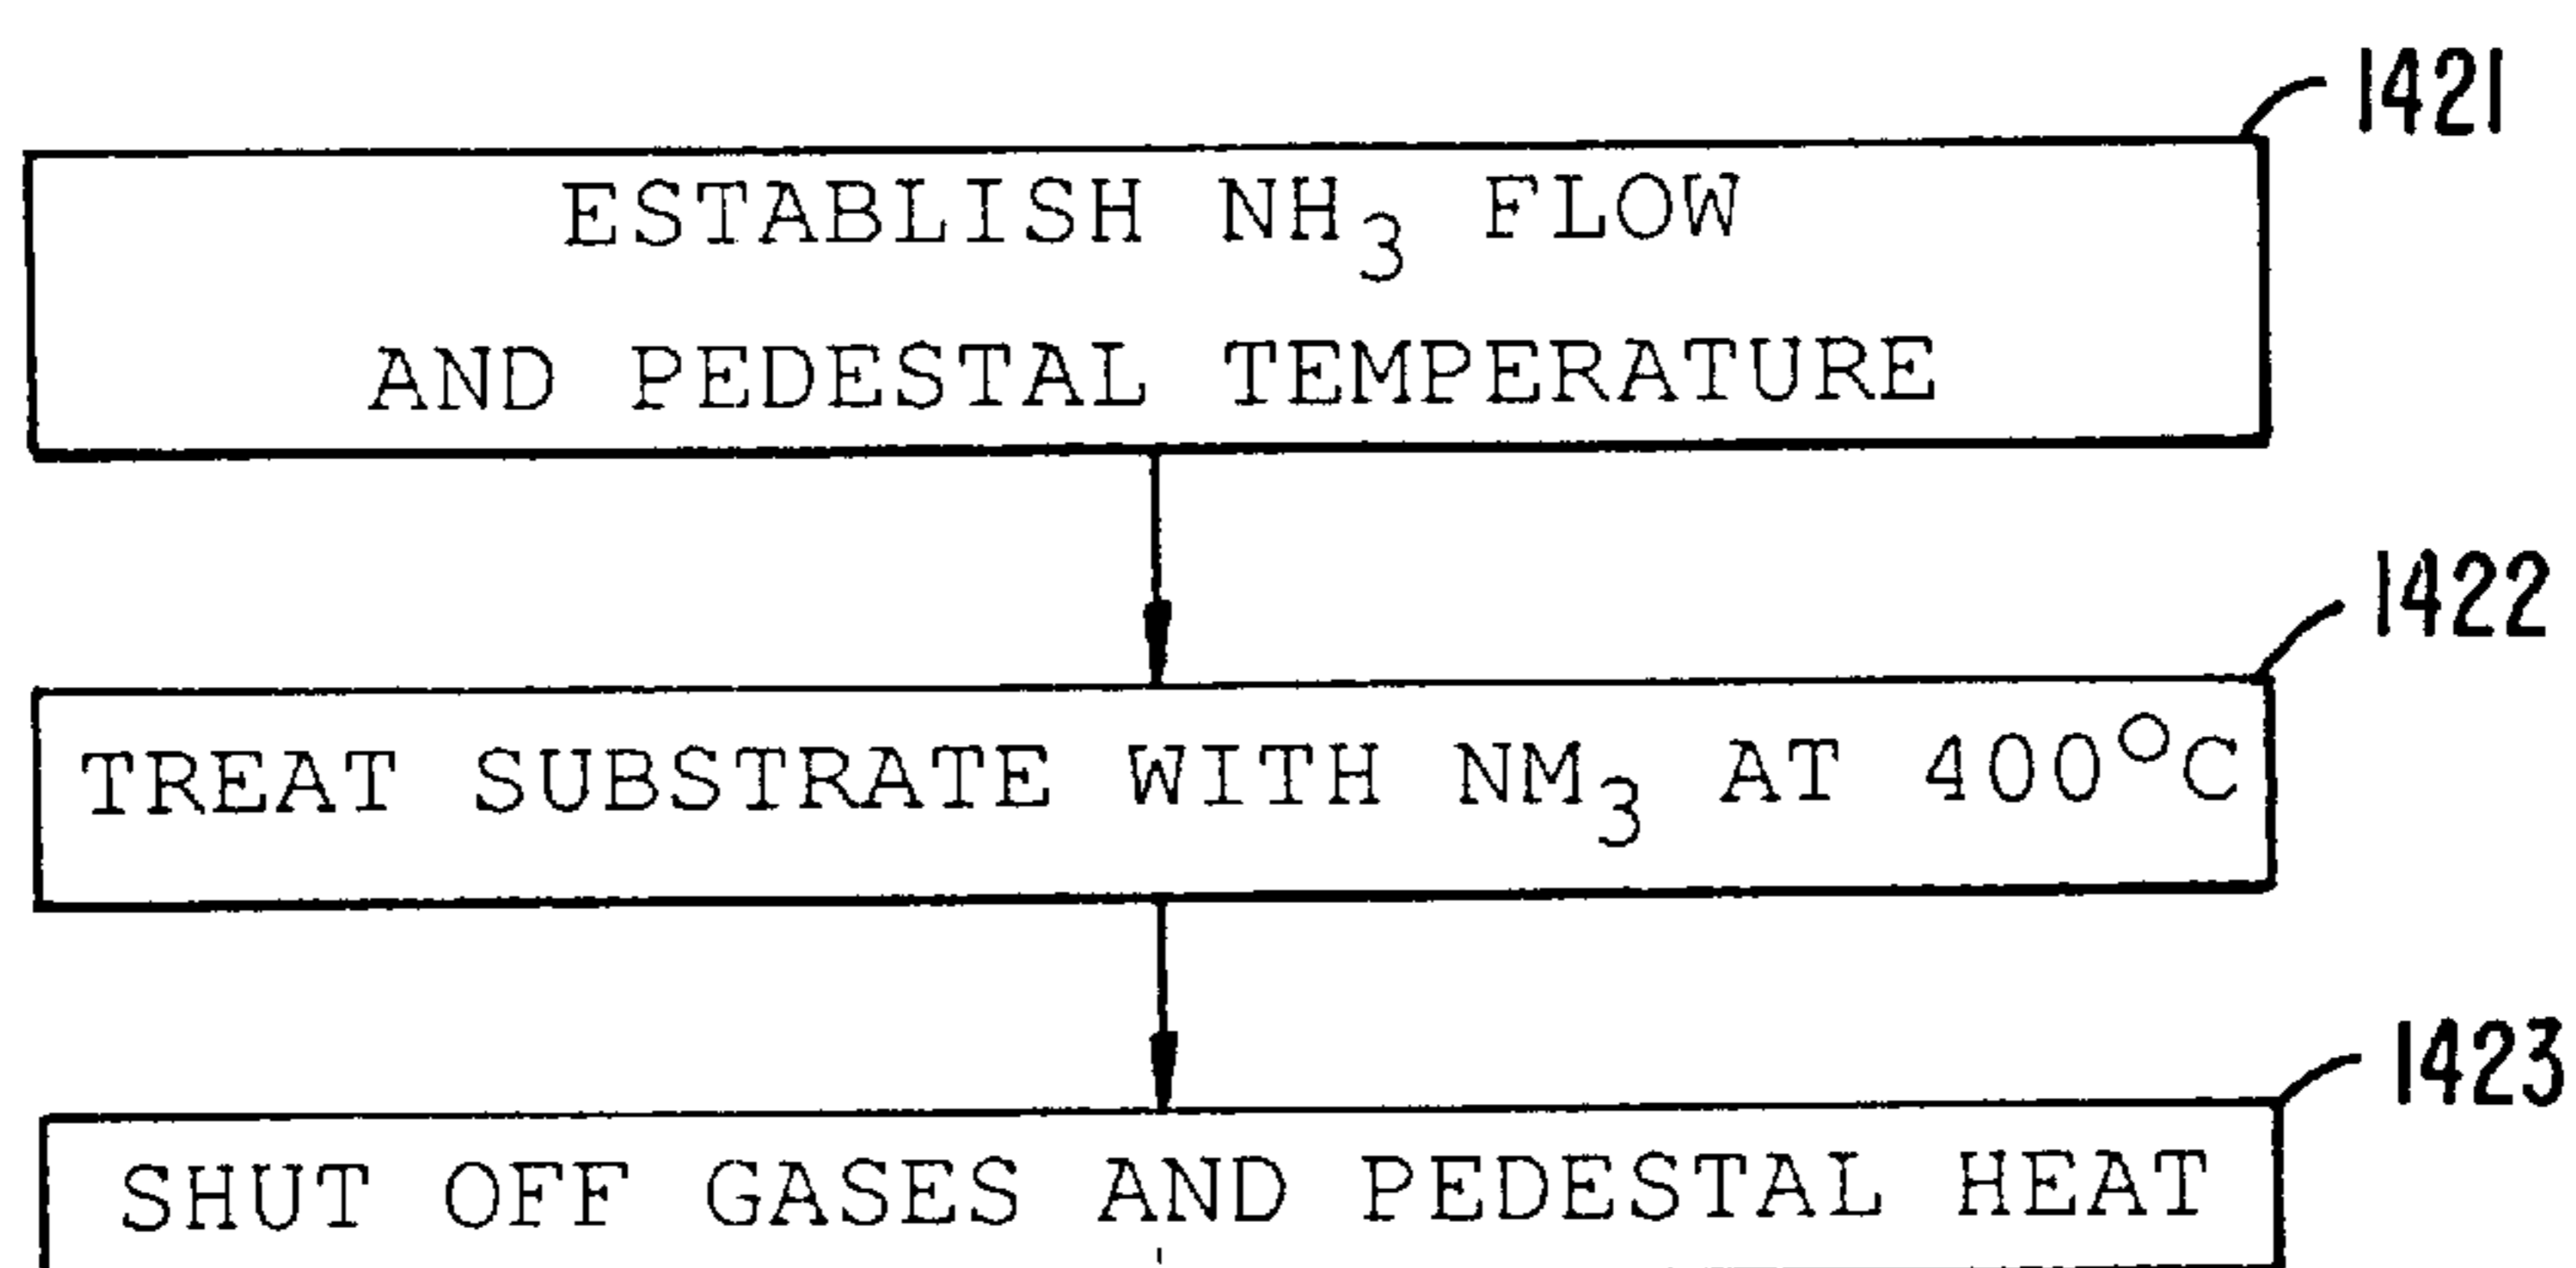 1421
ESTABLISH NH₃ FLOW
AND PEDESTAL TEMPERATURE
1422
TREAT SUBSTRATE WITH NM₃ AT 400°C
1423
SHUT OFF GASES AND PEDESTAL HEAT